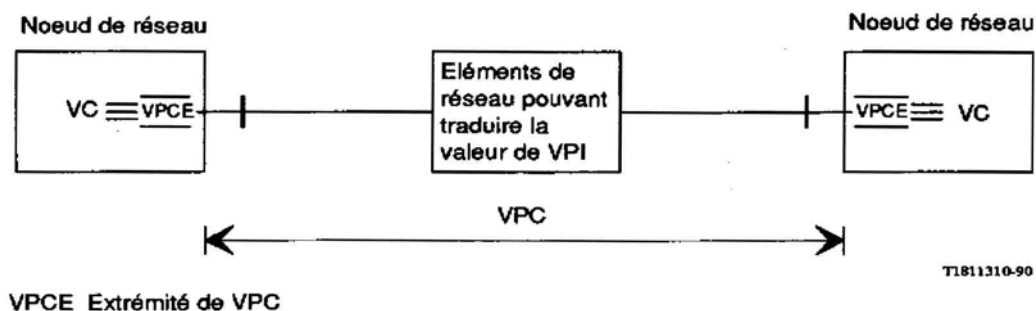 Noeud de réseau
Noeud de réseau
VC
VPCE
Eléments de
réseau pouvant
traduire la
valeur de VPI
VPCE
VC
VPC
T1811310-90
VPCE Extrémité de VPC